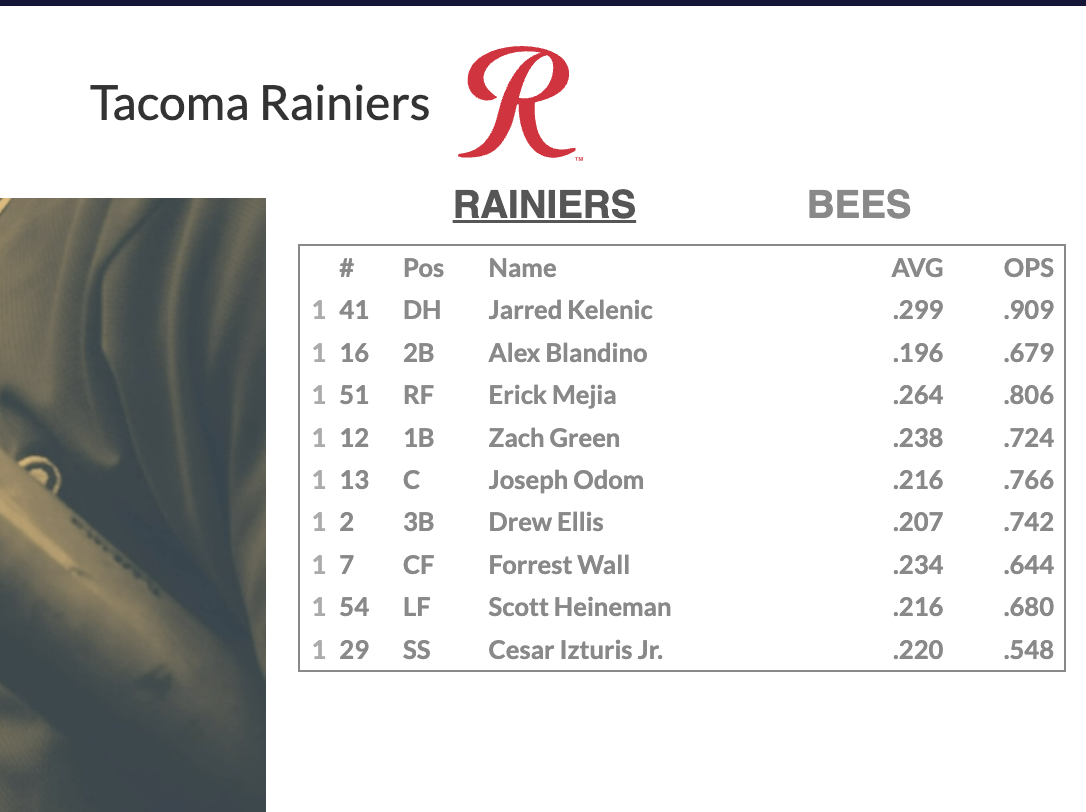 Tacoma Rainiers R ™
RAINIERS BEES
# Pos Name AVG OPS
1 41 DH Jarred Kelenic .299 .909
1 16 2B Alex Blandino .196 .679
1 51 RF Erick Mejia .264 .806
1 12 1B Zach Green .238 .724
1 13 C Joseph Odom .216 .766
1 2 3B Drew Ellis .207 .742
1 7 CF Forrest Wall .234 .644
1 54 LF Scott Heineman .216 .680
1 29 SS Cesar Izturis Jr. .220 .548